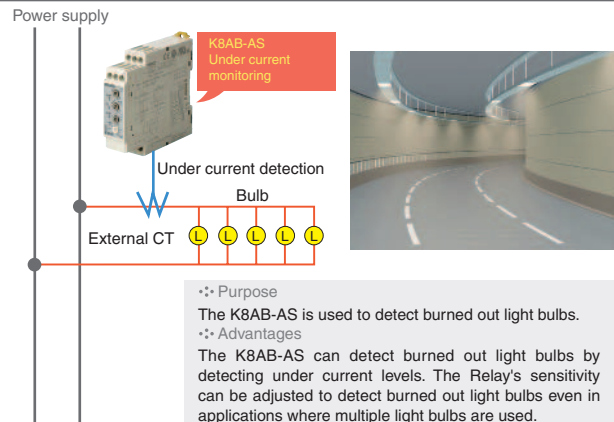 Power supply
K8AB-AS
Under current
monitoring
Under current detection
Bulb
External CT
L L L L L
Purpose
The K8AB-AS is used to detect burned out light bulbs.
Advantages
The K8AB-AS can detect burned out light bulbs by
detecting under current levels. The Relay's sensitivity
can be adjusted to detect burned out light bulbs even in
applications where multiple light bulbs are used.